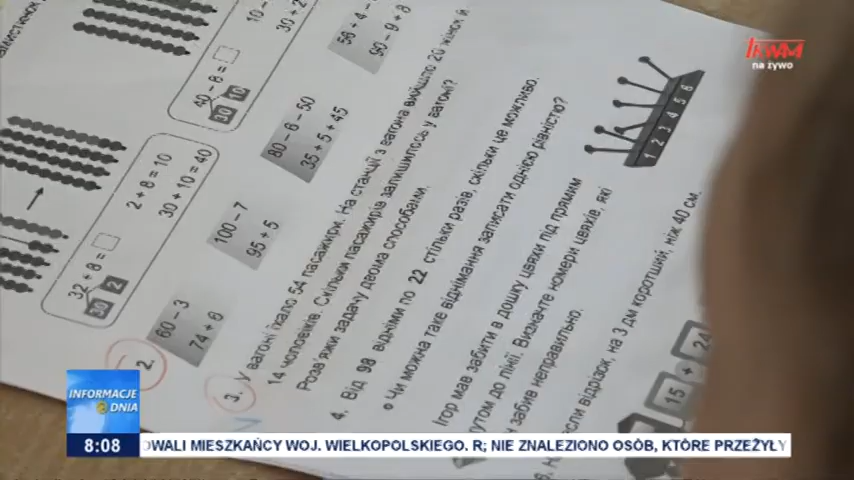 32 + 8 =
30 2
2 + 8 = 10
30 + 10 = 40
40 – 8 =
30 10
10 –
30 + 2
2.
60 – 3
74 + 6
100 – 7
95 + 5
80 – 6 – 50
35 + 5 + 45
56 + 4 –
90 – 9 + 8
3. У вагоні їхало 54 пасажири. На станції з вагона вийшло 20 жінок й
14 чоловіків. Скільки пасажирів залишилось у вагоні?
Розв'яжи задачу двома способами.
4. Від 98 відніми по 22 стільки разів, скільки це можливо.
Чи можна таке віднімання записати однією рівністю?
Ігор мав забити в дошку цвяхи під прямим
кутом до лінії. Визначте номери цвяхів, які
забив неправильно.
1 2 3 4 5 6
відрізок, на 3 дм коротший, ніж 40 см.
15 + 24
TRWAM
na żywo
INFORMACJE DNIA
8:08
OWALI MIESZKAŃCY WOJ. WIELKOPOLSKIEGO. R; NIE ZNALEZIONO OSÓB, KTÓRE PRZEŻYŁY